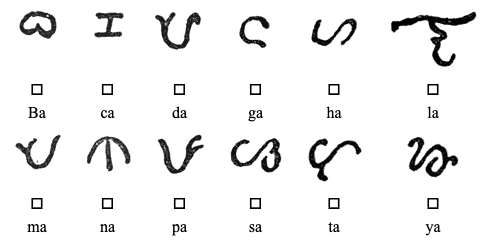 ᜊ ᜃ ᜇ ᜄ ᜑ ᜎ
☐ ☐ ☐ ☐ ☐ ☐
Ba ca da ga ha la
ᜋ ᜈ ᜉ ᜐ ᜆ ᜌ
☐ ☐ ☐ ☐ ☐ ☐
ma na pa sa ta ya